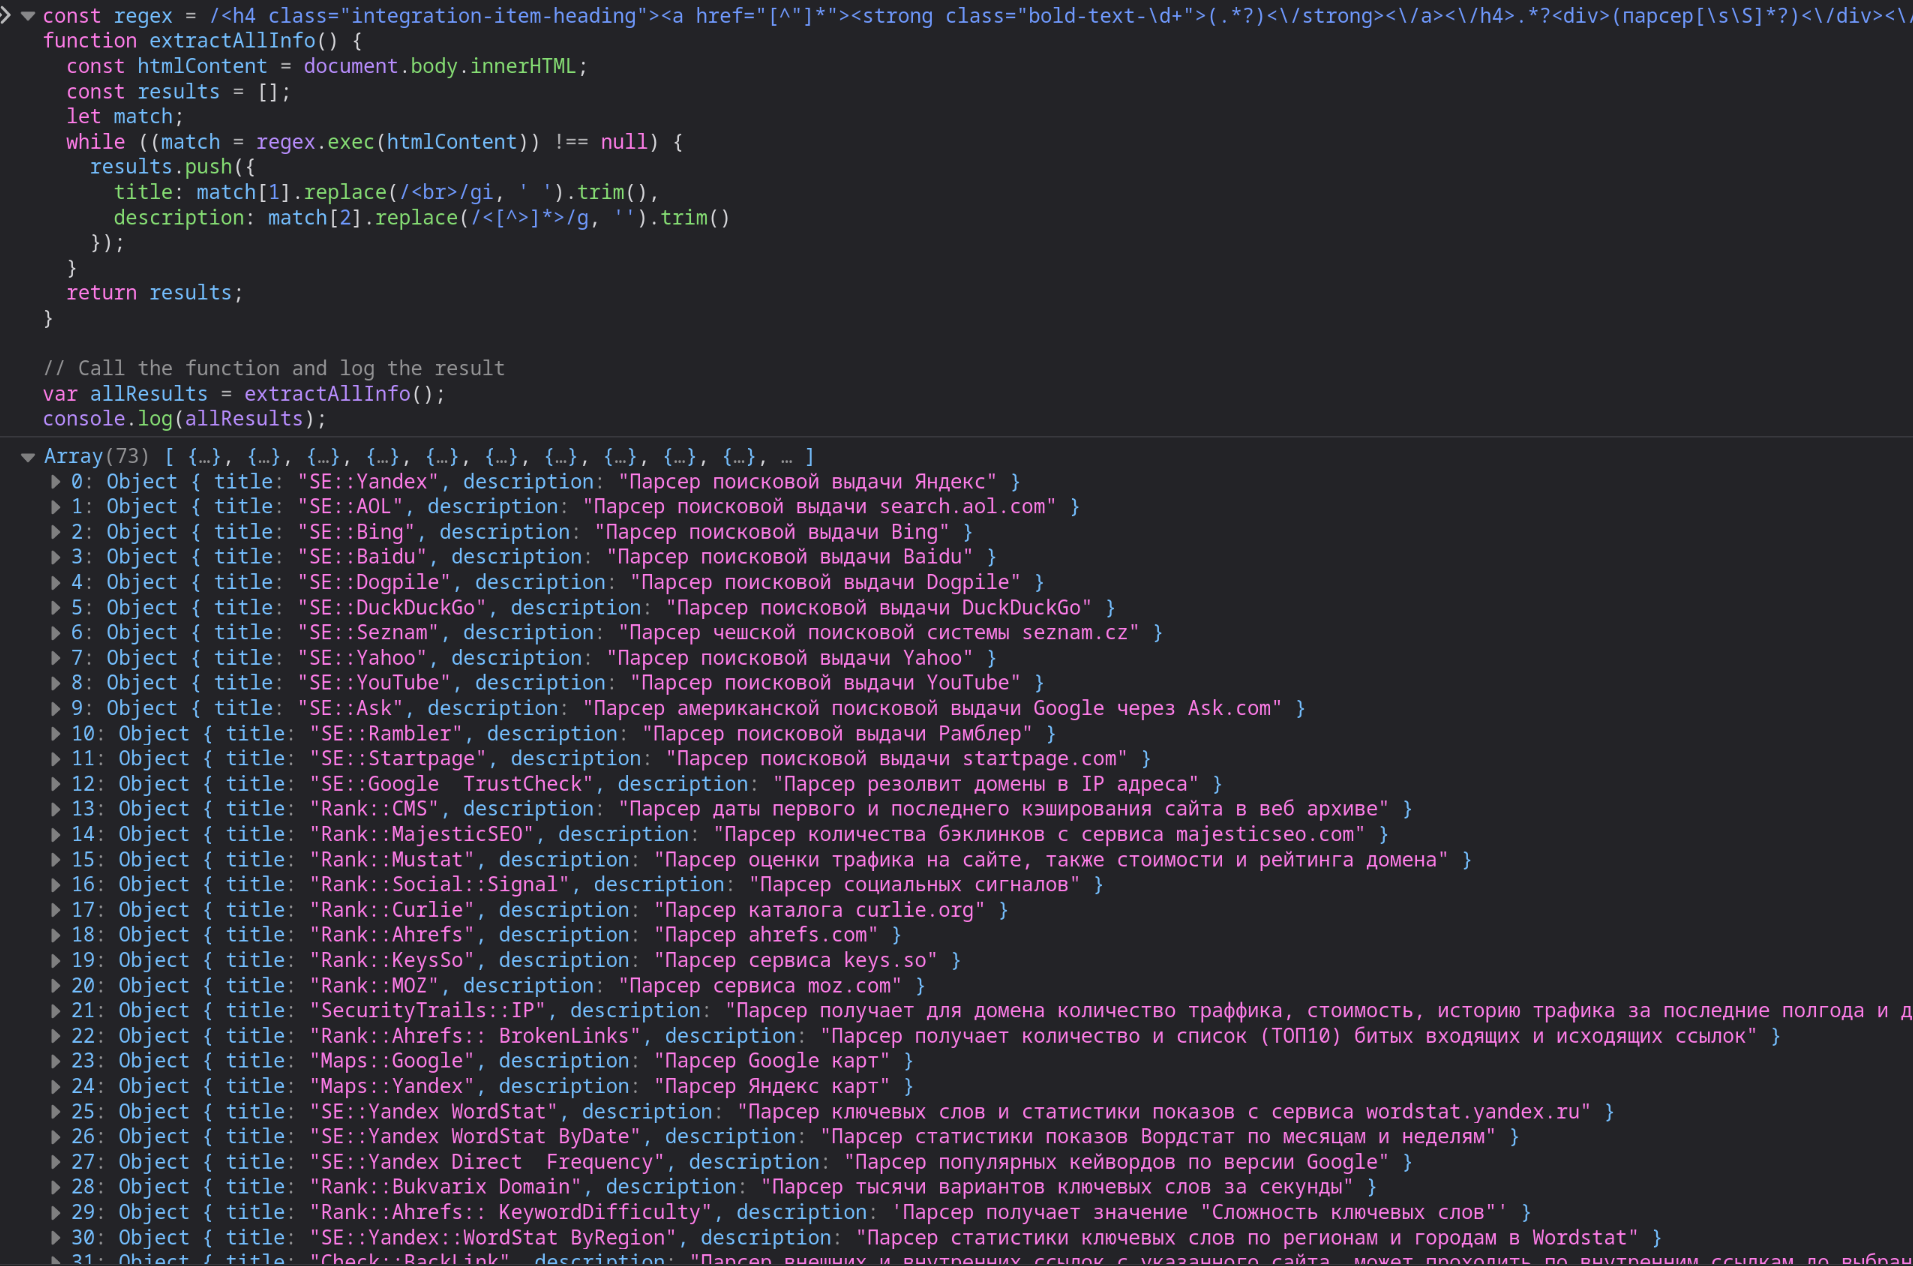 const regex = /<h4 class="integration-item-heading"><a href="[^"]*"><strong class="bold-text-\d+">(.*?)<\/strong><\/a><\/h4>.*?<div>(парсер[\s\S]*?)<\/div><\/
function extractAllInfo() {
const htmlContent = document.body.innerHTML;
const results = [];
let match;
while ((match = regex.exec(htmlContent)) !== null) {
results.push({
title: match[1].replace(/<br>/gi, ' ').trim(),
description: match[2].replace(/<[^>]*>/g, '').trim()
});
}
return results;
}
// Call the function and log the result
var allResults = extractAllInfo();
console.log(allResults);
Array(73) [ {…}, {…}, {…}, {…}, {…}, {…}, {…}, {…}, {…}, {…}, … ]
0: Object { title: "SE::Yandex", description: "Парсер поисковой выдачи Яндекс" }
1: Object { title: "SE::AOL", description: "Парсер поисковой выдачи search.aol.com" }
2: Object { title: "SE::Bing", description: "Парсер поисковой выдачи Bing" }
3: Object { title: "SE::Baidu", description: "Парсер поисковой выдачи Baidu" }
4: Object { title: "SE::Dogpile", description: "Парсер поисковой выдачи Dogpile" }
5: Object { title: "SE::DuckDuckGo", description: "Парсер поисковой выдачи DuckDuckGo" }
6: Object { title: "SE::Seznam", description: "Парсер чешской поисковой системы seznam.cz" }
7: Object { title: "SE::Yahoo", description: "Парсер поисковой выдачи Yahoo" }
8: Object { title: "SE::YouTube", description: "Парсер поисковой выдачи YouTube" }
9: Object { title: "SE::Ask", description: "Парсер американской поисковой выдачи Google через Ask.com" }
10: Object { title: "SE::Rambler", description: "Парсер поисковой выдачи Рамблер" }
11: Object { title: "SE::Startpage", description: "Парсер поисковой выдачи startpage.com" }
12: Object { title: "SE::Google  TrustCheck", description: "Парсер резолвит домены в IP адреса" }
13: Object { title: "Rank::CMS", description: "Парсер даты первого и последнего кэширования сайта в веб архиве" }
14: Object { title: "Rank::MajesticSEO", description: "Парсер количества бэклинков с сервиса majesticseo.com" }
15: Object { title: "Rank::Mustat", description: "Парсер оценки трафика на сайте, также стоимости и рейтинга домена" }
16: Object { title: "Rank::Social::Signal", description: "Парсер социальных сигналов" }
17: Object { title: "Rank::Curlie", description: "Парсер каталога curlie.org" }
18: Object { title: "Rank::Ahrefs", description: "Парсер ahrefs.com" }
19: Object { title: "Rank::KeysSo", description: "Парсер сервиса keys.so" }
20: Object { title: "Rank::MOZ", description: "Парсер сервиса moz.com" }
21: Object { title: "SecurityTrails::IP", description: "Парсер получает для домена количество траффика, стоимость, историю трафика за последние полгода и д
22: Object { title: "Rank::Ahrefs:: BrokenLinks", description: "Парсер получает количество и список (ТОП10) битых входящих и исходящих ссылок" }
23: Object { title: "Maps::Google", description: "Парсер Google карт" }
24: Object { title: "Maps::Yandex", description: "Парсер Яндекс карт" }
25: Object { title: "SE::Yandex WordStat", description: "Парсер ключевых слов и статистики показов с сервиса wordstat.yandex.ru" }
26: Object { title: "SE::Yandex WordStat ByDate", description: "Парсер статистики показов Вордстат по месяцам и неделям" }
27: Object { title: "SE::Yandex Direct  Frequency", description: "Парсер популярных кейвордов по версии Google" }
28: Object { title: "Rank::Bukvarix Domain", description: "Парсер тысячи вариантов ключевых слов за секунды" }
29: Object { title: "Rank::Ahrefs:: KeywordDifficulty", description: 'Парсер получает значение "Сложность ключевых слов"' }
30: Object { title: "SE::Yandex::WordStat ByRegion", description: "Парсер статистики ключевых слов по регионам и городам в Wordstat" }
31: Object { title: "Check::BackLink", description: "Парсер внешних и внутренних ссылок с указанного сайта, может проходить по внутренним ссылкам до выбран